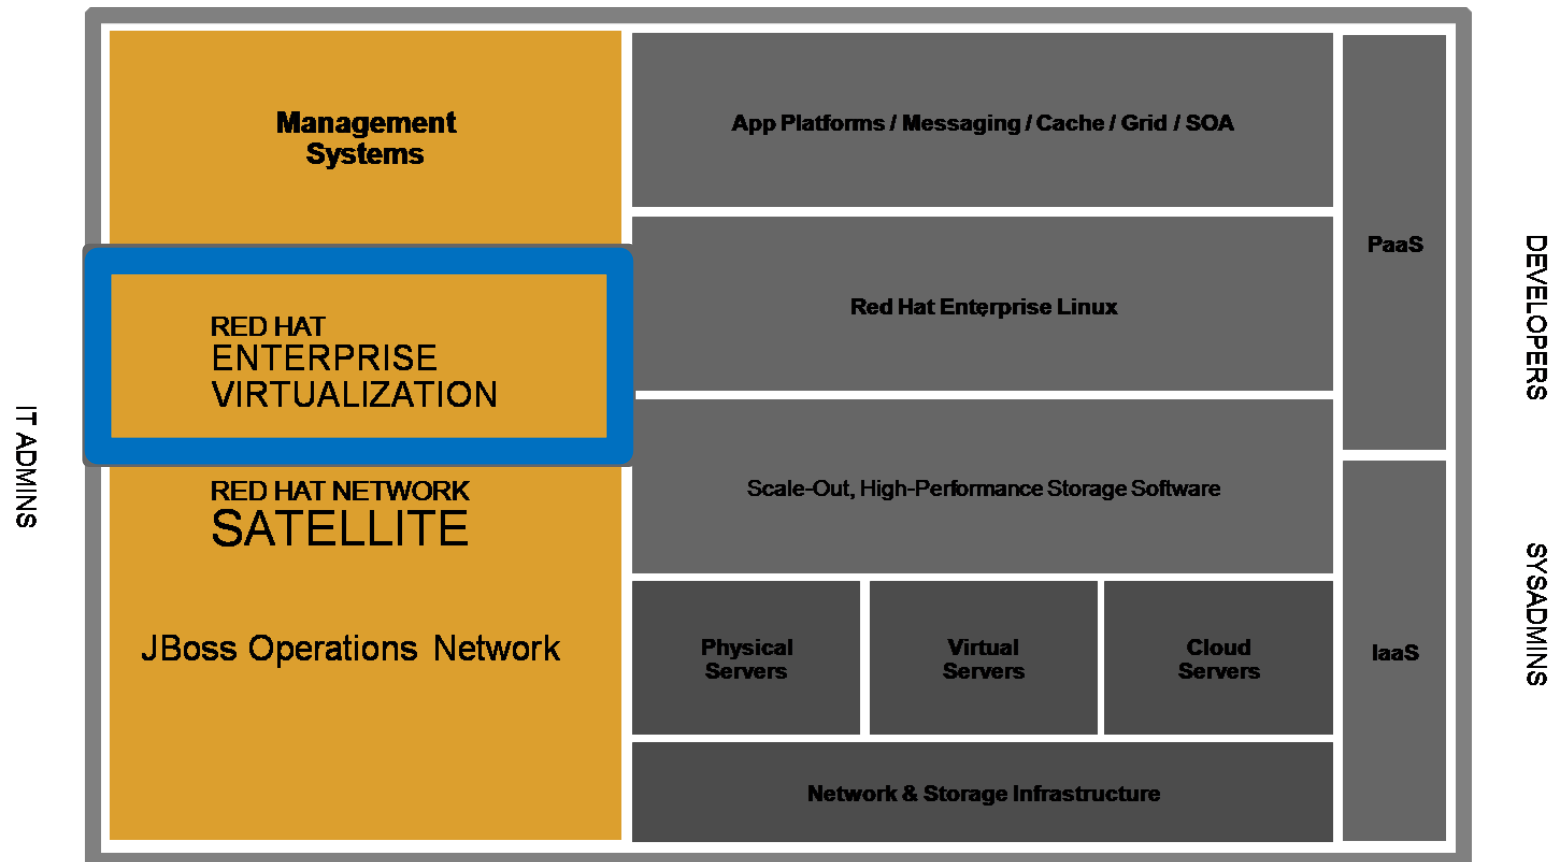 IT ADMINS
Management
Systems
RED HAT
ENTERPRISE
VIRTUALIZATION
RED HAT NETWORK
SATELLITE
JBoss Operations Network
App Platforms / Messaging / Cache / Grid / SOA
Red Hat Enterprise Linux
Scale-Out, High-Performance Storage Software
Physical
Servers
Virtual
Servers
Cloud
Servers
Network & Storage Infrastructure
PaaS
IaaS
DEVELOPERS
SYSADMINS